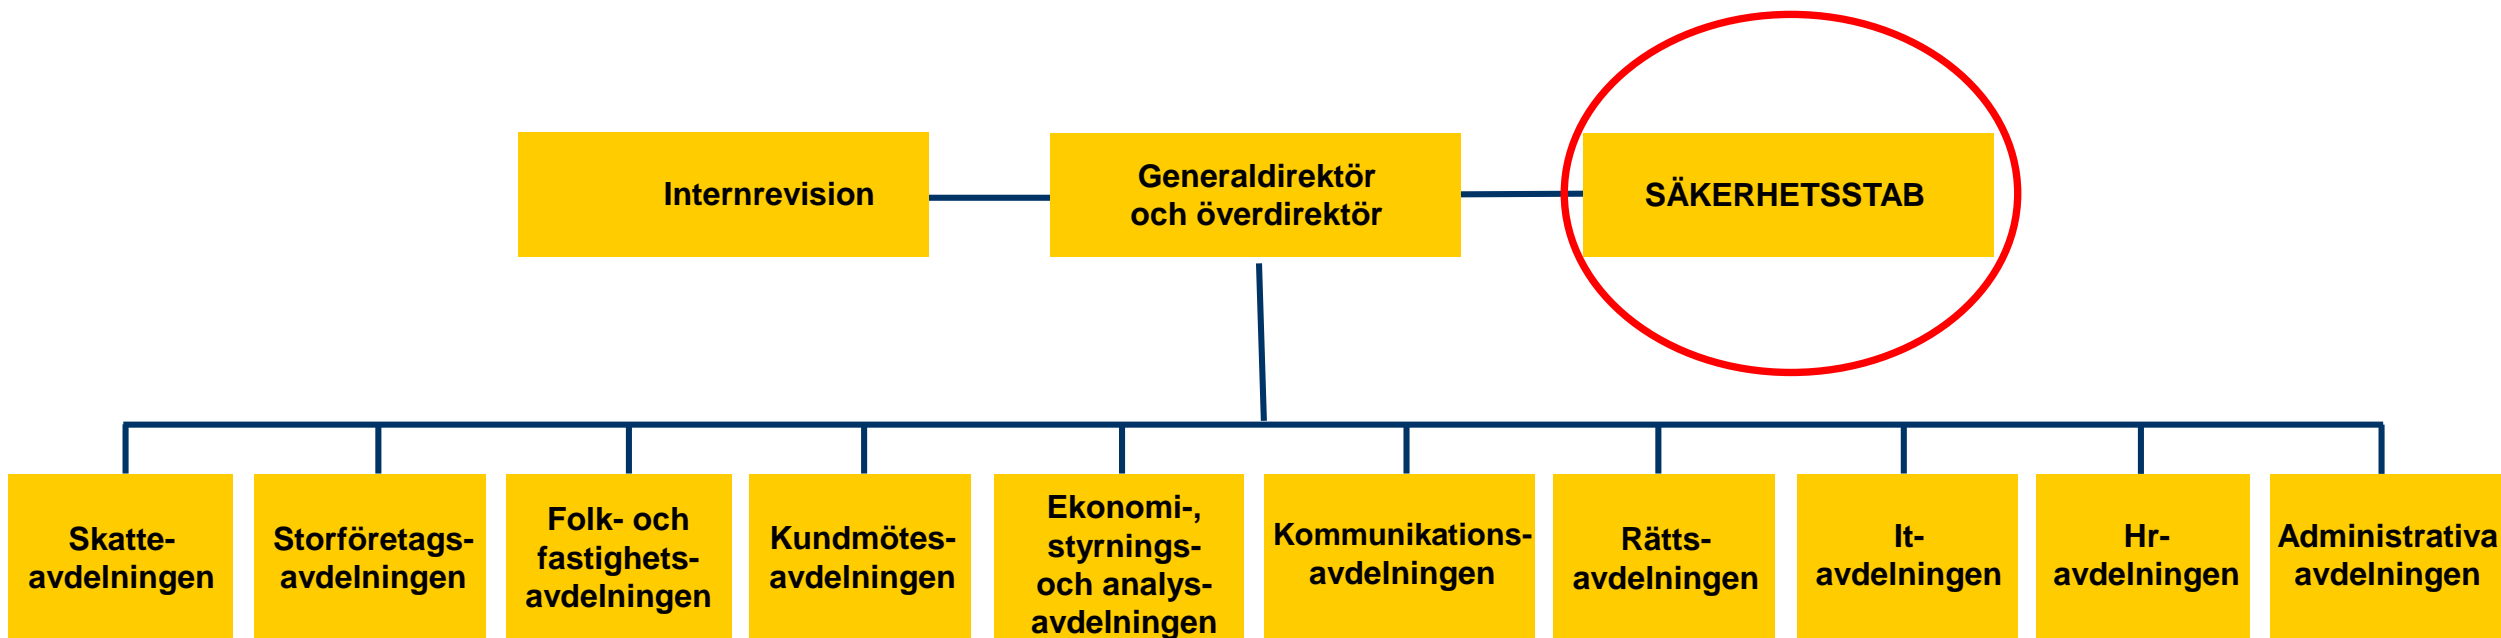 Internrevision
Generaldirektör
och överdirektör
SÄKERHETSSTAB
Skatte-
avdelningen
Storföretags-
avdelningen
Folk- och
fastighets-
avdelningen
Kundmötes-
avdelningen
Ekonomi-,
styrnings-
och analys-
avdelningen
Kommunikations-
avdelningen
Rätts-
avdelningen
It-
avdelningen
Hr-
avdelningen
Administrativa
avdelningen